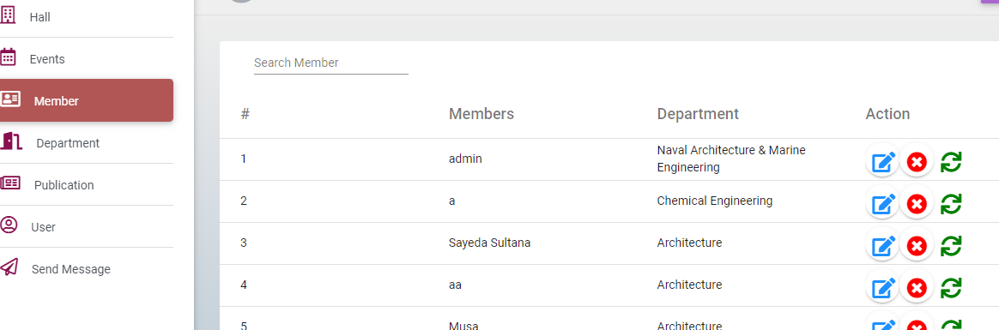 Hall
Events
Member
Department
Publication
User
Send Message
Search Member
# Members Department Action
1 admin Naval Architecture & Marine
Engineering
2 a Chemical Engineering
3 Sayeda Sultana Architecture
4 aa Architecture
5 Musa Architecture